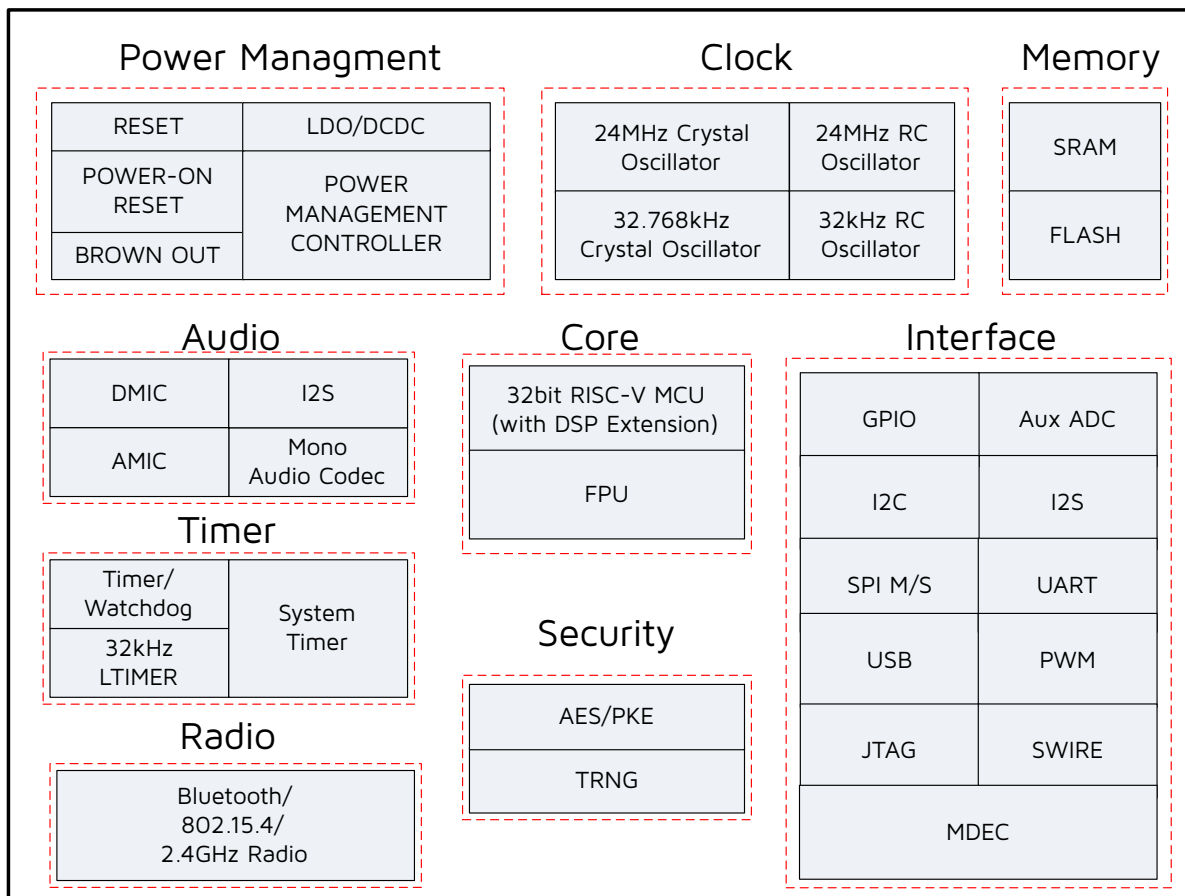 Power Managment
RESET
LDO/DCDC
POWER-ON
RESET
BROWN OUT
POWER
MANAGEMENT
CONTROLLER
Clock
24MHz Crystal
Oscillator
24MHz RC
Oscillator
32.768kHz
Crystal Oscillator
32kHz RC
Oscillator
Memory
SRAM
FLASH
Audio
DMIC
I2S
AMIC
Mono
Audio Codec
Core
32bit RISC-V MCU
(with DSP Extension)
FPU
Interface
GPIO
Aux ADC
I2C
I2S
SPI M/S
UART
USB
PWM
JTAG
SWIRE
MDEC
Timer
Timer/
Watchdog
32kHz
LTIMER
System
Timer
Security
AES/PKE
TRNG
Radio
Bluetooth/
802.15.4/
2.4GHz Radio